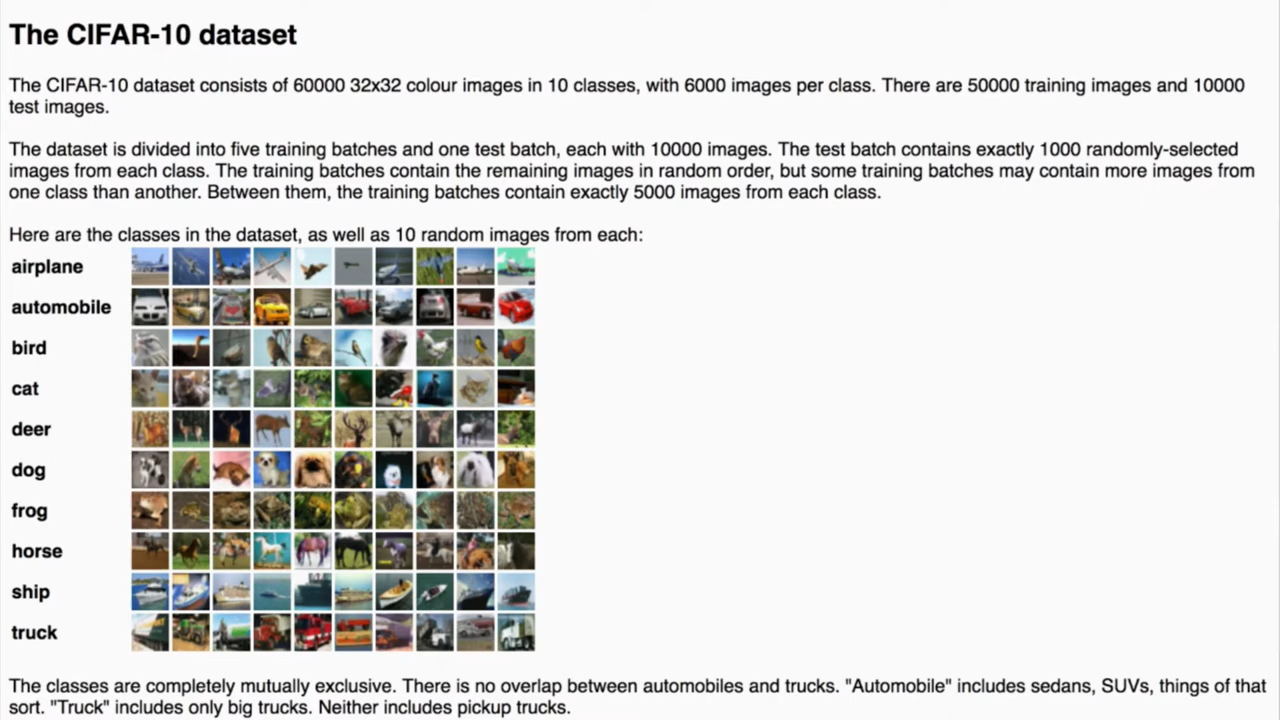 The CIFAR-10 dataset
The CIFAR-10 dataset consists of 60000 32x32 colour images in 10 classes, with 6000 images per class. There are 50000 training images and 10000
test images.
The dataset is divided into five training batches and one test batch, each with 10000 images. The test batch contains exactly 1000 randomly-selected
images from each class. The training batches contain the remaining images in random order, but some training batches may contain more images from
one class than another. Between them, the training batches contain exactly 5000 images from each class.
Here are the classes in the dataset, as well as 10 random images from each:
airplane
automobile
bird
cat
deer
dog
frog
horse
ship
truck
The classes are completely mutually exclusive. There is no overlap between automobiles and trucks. "Automobile" includes sedans, SUVs, things of that
sort. "Truck" includes only big trucks. Neither includes pickup trucks.